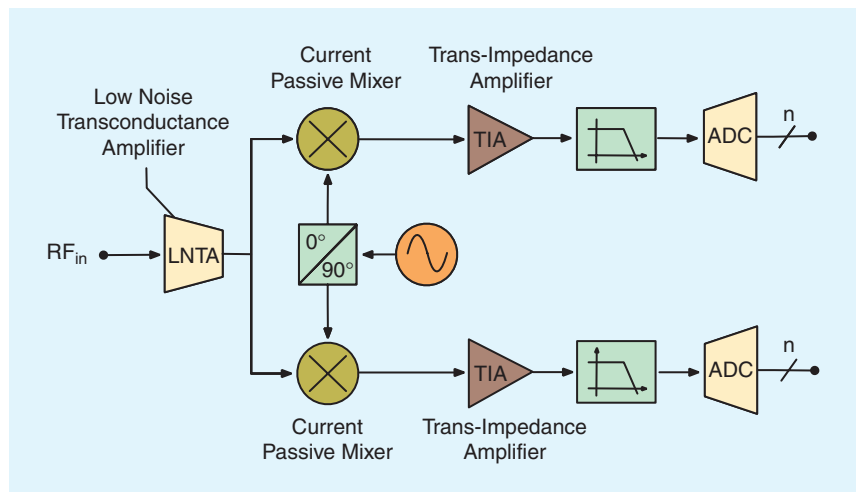 Current
Passive Mixer
Trans-Impedance
Amplifier
Low Noise
Transconductance
Amplifier
TIA
ADC
n
RFin
LNTA
0°
90°
TIA
ADC
n
Current
Passive Mixer
Trans-Impedance
Amplifier